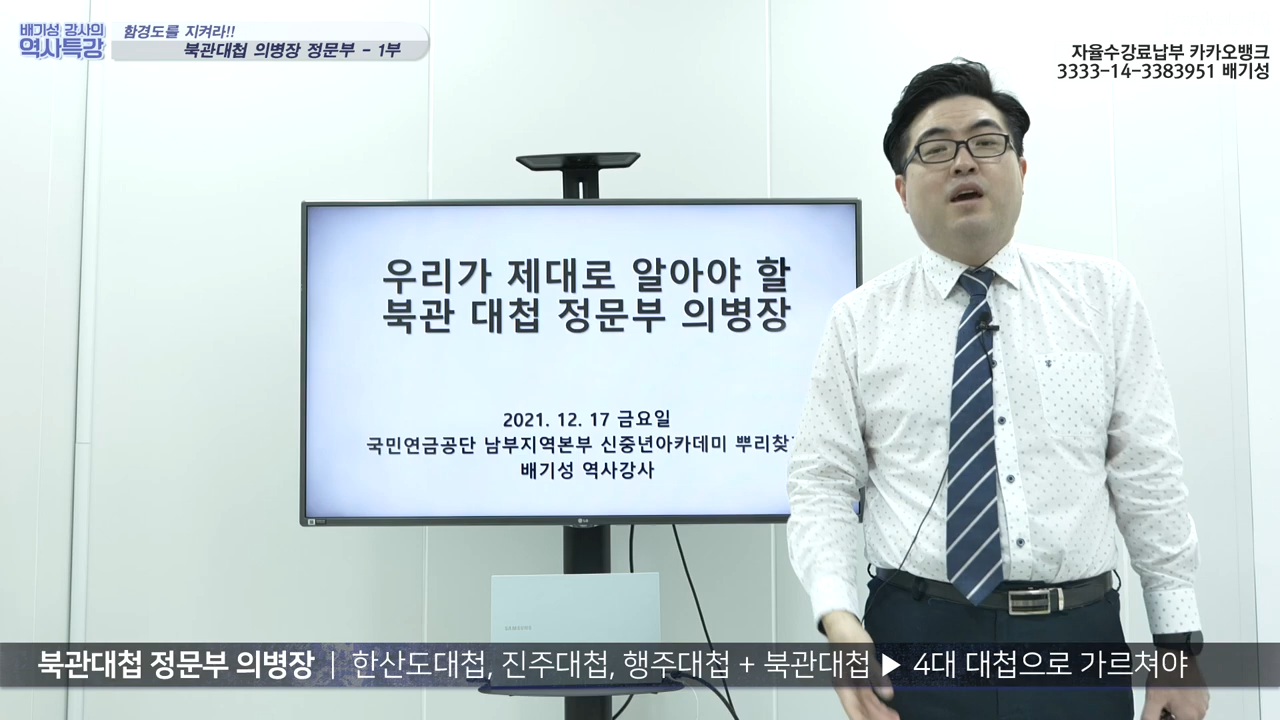 배기성 강사의
역사특강
함경도를 지켜라!!
북관대첩 의병장 정문부 - 1부
자율수강료납부 카카오뱅크
3333-14-3383951 배기성
우리가 제대로 알아야 할
북관 대첩 정문부 의병장
2021. 12. 17 금요일
국민연금공단 남부지역본부 신중년아카데미
배기성 역사강사
LG
SAMSUNG
북관대첩 정문부 의병장 | 한산도대첩, 진주대첩, 행주대첩 + 북관대첩 ▶ 4대 대첩으로 가르쳐야